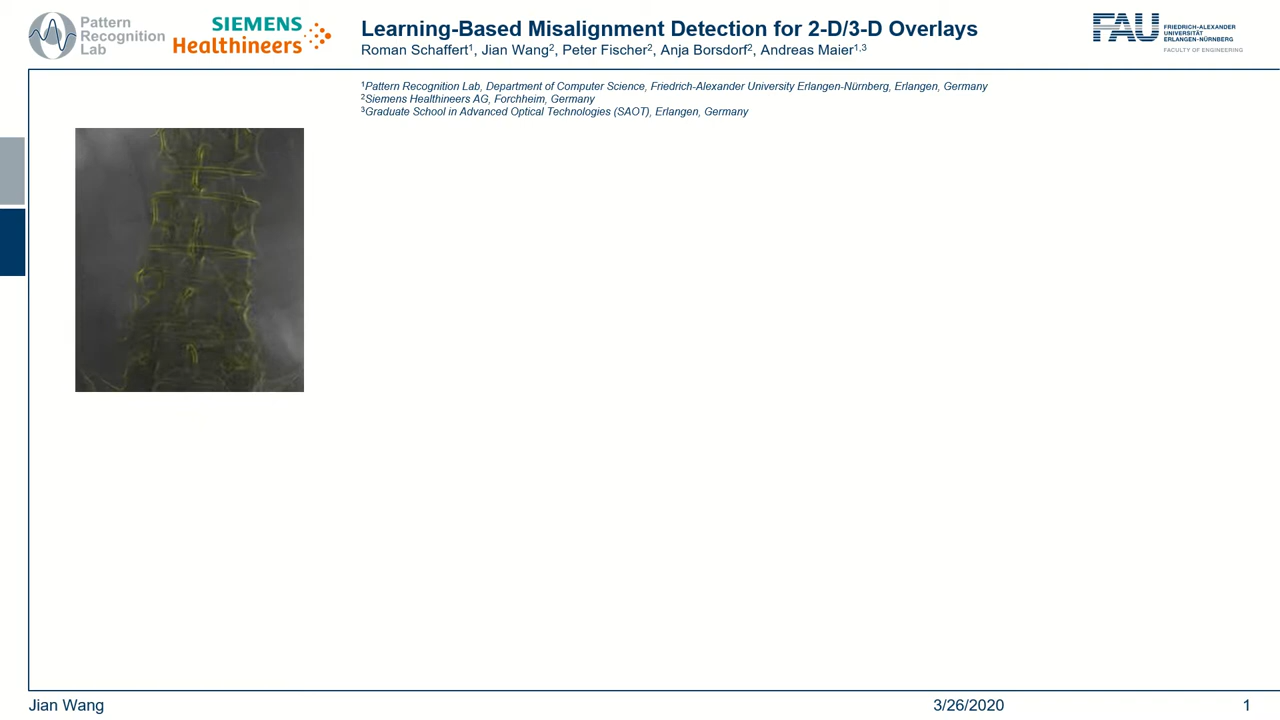 Pattern
Recognition
Lab
SIEMENS
Healthineers
Learning-Based Misalignment Detection for 2-D/3-D Overlays
Roman Schaffert¹, Jian Wang², Peter Fischer², Anja Borsdorf², Andreas Maier¹,³
FAU
FRIEDRICH-ALEXANDER
UNIVERSITÄT
ERLANGEN-NÜRNBERG
FACULTY OF ENGINEERING
¹Pattern Recognition Lab, Department of Computer Science, Friedrich-Alexander University Erlangen-Nürnberg, Erlangen, Germany
²Siemens Healthineers AG, Forchheim, Germany
³Graduate School in Advanced Optical Technologies (SAOT), Erlangen, Germany
Jian Wang
3/26/2020
1